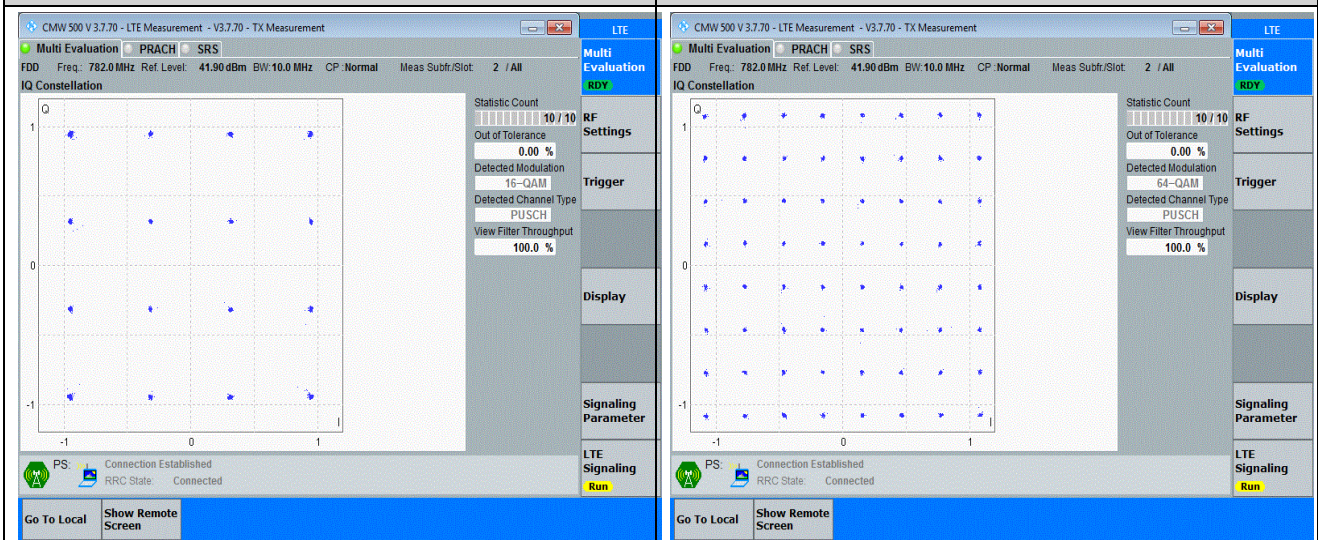 CMW 500 V 3.7.70 - LTE Measurement - V3.7.70 - TX Measurement
LTE
Multi Evaluation PRACH SRS
FDD Freq.: 782.0 MHz Ref. Level: 41.90 dBm BW: 10.0 MHz CP : Normal Meas Subfr./Slot: 2 / All
IQ Constellation
Q
1
0
-1
-1 0 1
I
Statistic Count
10 / 10
Out of Tolerance
0.00 %
Detected Modulation
16-QAM
Detected Channel Type
PUSCH
View Filter Throughput
100.0 %
Multi
Evaluation
RDY
RF
Settings
Trigger
Display
Signaling
Parameter
LTE
Signaling
Run
PS: Connection Established
RRC State: Connected
Go To Local
Show Remote
Screen
CMW 500 V 3.7.70 - LTE Measurement - V3.7.70 - TX Measurement
LTE
Multi Evaluation PRACH SRS
FDD Freq.: 782.0 MHz Ref. Level: 41.90 dBm BW: 10.0 MHz CP : Normal Meas Subfr./Slot: 2 / All
IQ Constellation
Q
1
0
-1
-1 0 1
I
Statistic Count
10 / 10
Out of Tolerance
0.00 %
Detected Modulation
64-QAM
Detected Channel Type
PUSCH
View Filter Throughput
100.0 %
Multi
Evaluation
RDY
RF
Settings
Trigger
Display
Signaling
Parameter
LTE
Signaling
Run
PS: Connection Established
RRC State: Connected
Go To Local
Show Remote
Screen